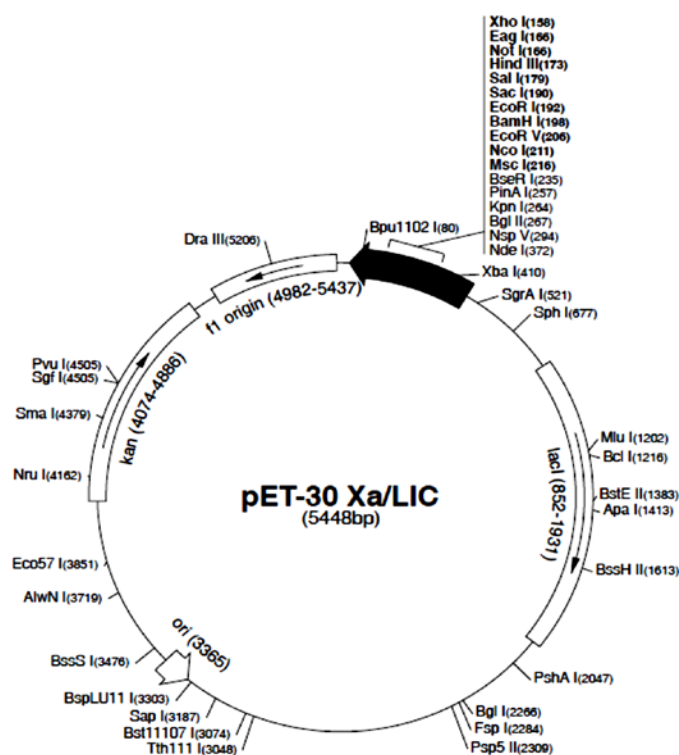 Xho I(158)
Eag I(166)
Not I(166)
Hind III(173)
Sal I(179)
Sac I(190)
EcoR I(192)
BamH I(198)
EcoR V(206)
Nco I(211)
Msc I(216)
BseR I(235)
PinA I(257)
Kpn I(264)
Bgl II(267)
Nsp V(294)
Nde I(372)
Bpu1102 I(80)
Xba I(410)
SgrA I(521)
Sph I(677)
Dra III(5206)
f1 origin (4982-5437)
Pvu I(4505)
Sgf I(4505)
Sma I(4379)
Nru I(4162)
kan (4074-4886)
Mlu I(1202)
Bcl I(1216)
BstE II(1383)
Apa I(1413)
BssH II(1613)
lacI (852-1931)
pET-30 Xa/LIC
(5448bp)
Eco57 I(3851)
AlwN I(3719)
BssS I(3476)
ori (3365)
BspLU11 I(3303)
Sap I(3187)
Bst1107 I(3074)
Tth111 I(3048)
PshA I(2047)
Bgl I(2266)
Fsp I(2284)
Psp5 II(2309)